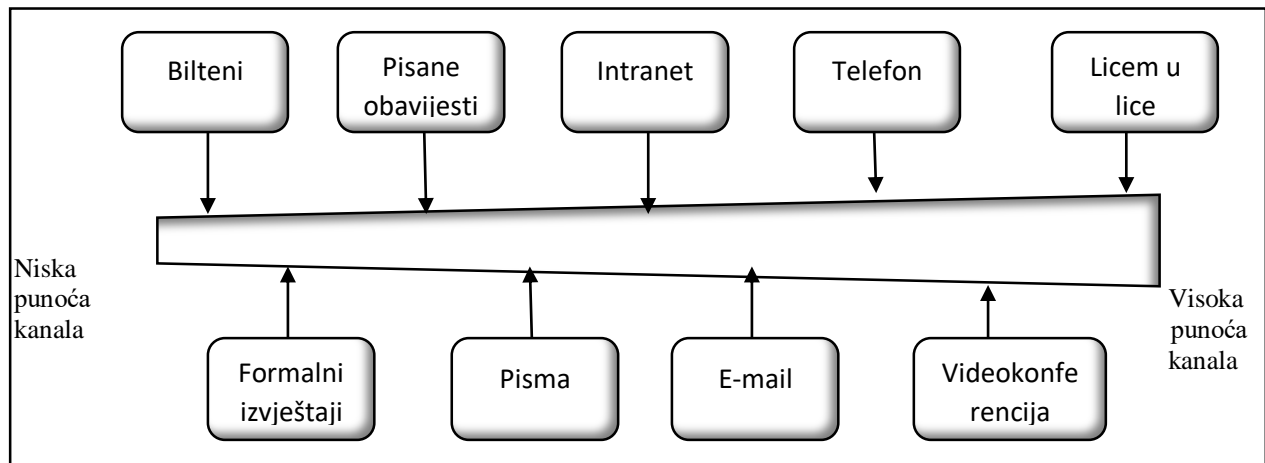 Bilteni
Pisane
obavijesti
Intranet
Telefon
Licem u
lice
Niska
punoća
kanala
Visoka
punoća
kanala
Formalni
izvještaji
Pisma
E-mail
Videokonfe
rencija